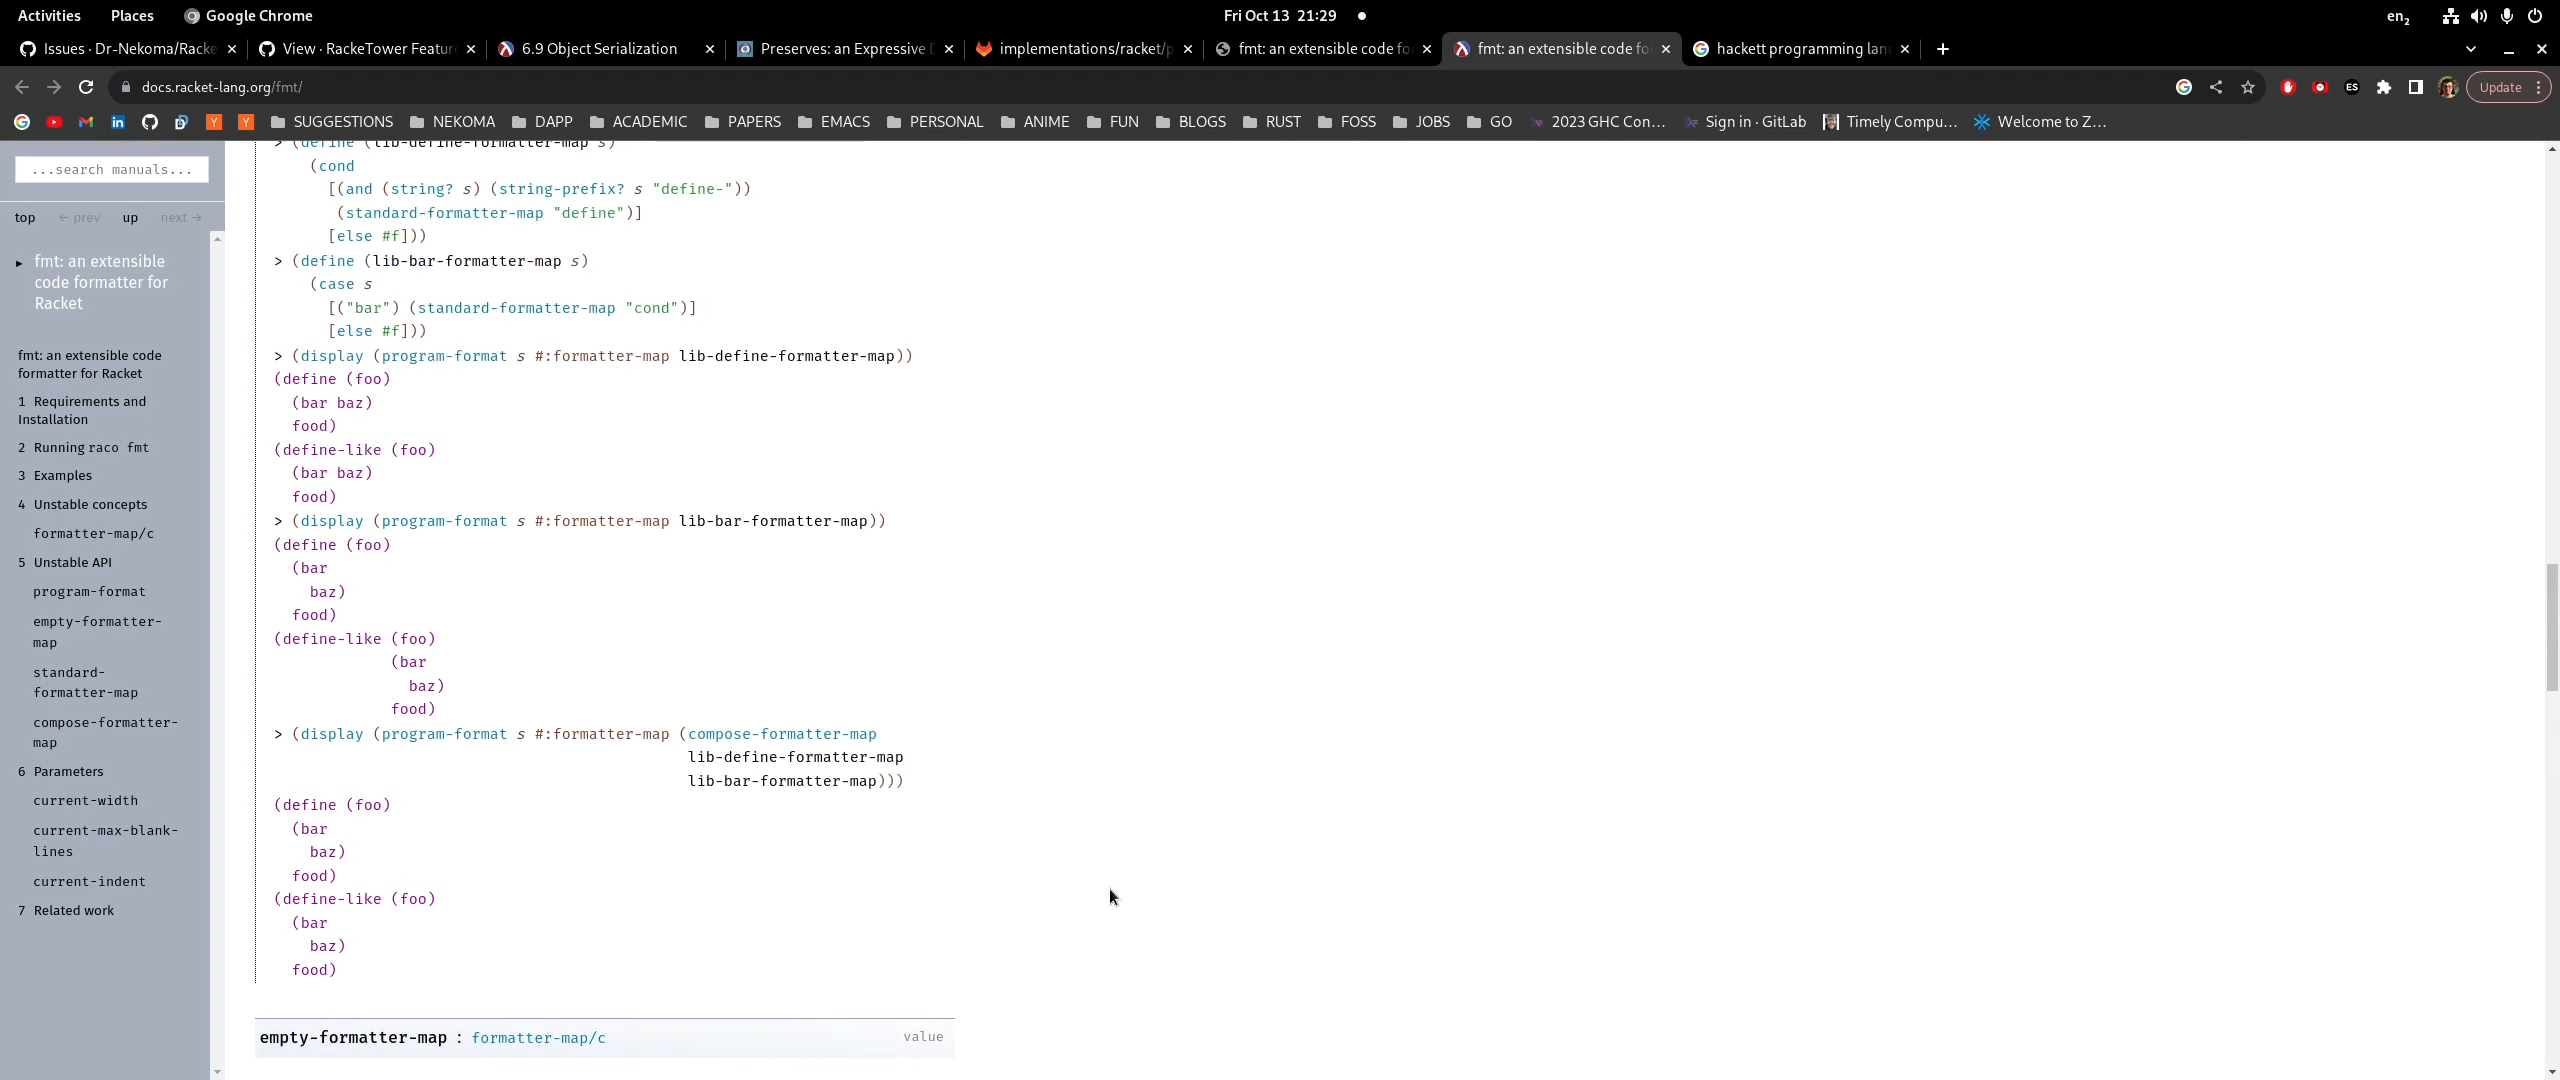 Activities Places Google Chrome Fri Oct 13 21:29 en2
Issues · Dr-Nekoma/Racke View · RackeTower Featur 6.9 Object Serialization Preserves: an Expressive D implementations/racket/p fmt: an extensible code fo fmt: an extensible code fo hackett programming lan
docs.racket-lang.org/fmt/ ES Update
SUGGESTIONS NEKOMA DAPP ACADEMIC PAPERS EMACS PERSONAL ANIME FUN BLOGS RUST FOSS JOBS GO 2023 GHC Con... Sign in · GitLab Timely Compu... Welcome to Z...
...search manuals...
top ← prev up next →
► fmt: an extensible
code formatter for
Racket
fmt: an extensible code
formatter for Racket
1 Requirements and
Installation
2 Running raco fmt
3 Examples
4 Unstable concepts
formatter-map/c
5 Unstable API
program-format
empty-formatter-
map
standard-
formatter-map
compose-formatter-
map
6 Parameters
current-width
current-max-blank-
lines
current-indent
7 Related work
> (define (lib-define-formatter-map s)
(cond
[(and (string? s) (string-prefix? s "define-"))
(standard-formatter-map "define")]
[else #f]))
> (define (lib-bar-formatter-map s)
(case s
[("bar") (standard-formatter-map "cond")]
[else #f]))
> (display (program-format s #:formatter-map lib-define-formatter-map))
(define (foo)
(bar baz)
food)
(define-like (foo)
(bar baz)
food)
> (display (program-format s #:formatter-map lib-bar-formatter-map))
(define (foo)
(bar
baz)
food)
(define-like (foo)
(bar
baz)
food)
> (display (program-format s #:formatter-map (compose-formatter-map
lib-define-formatter-map
lib-bar-formatter-map)))
(define (foo)
(bar
baz)
food)
(define-like (foo)
(bar
baz)
food)
empty-formatter-map : formatter-map/c value